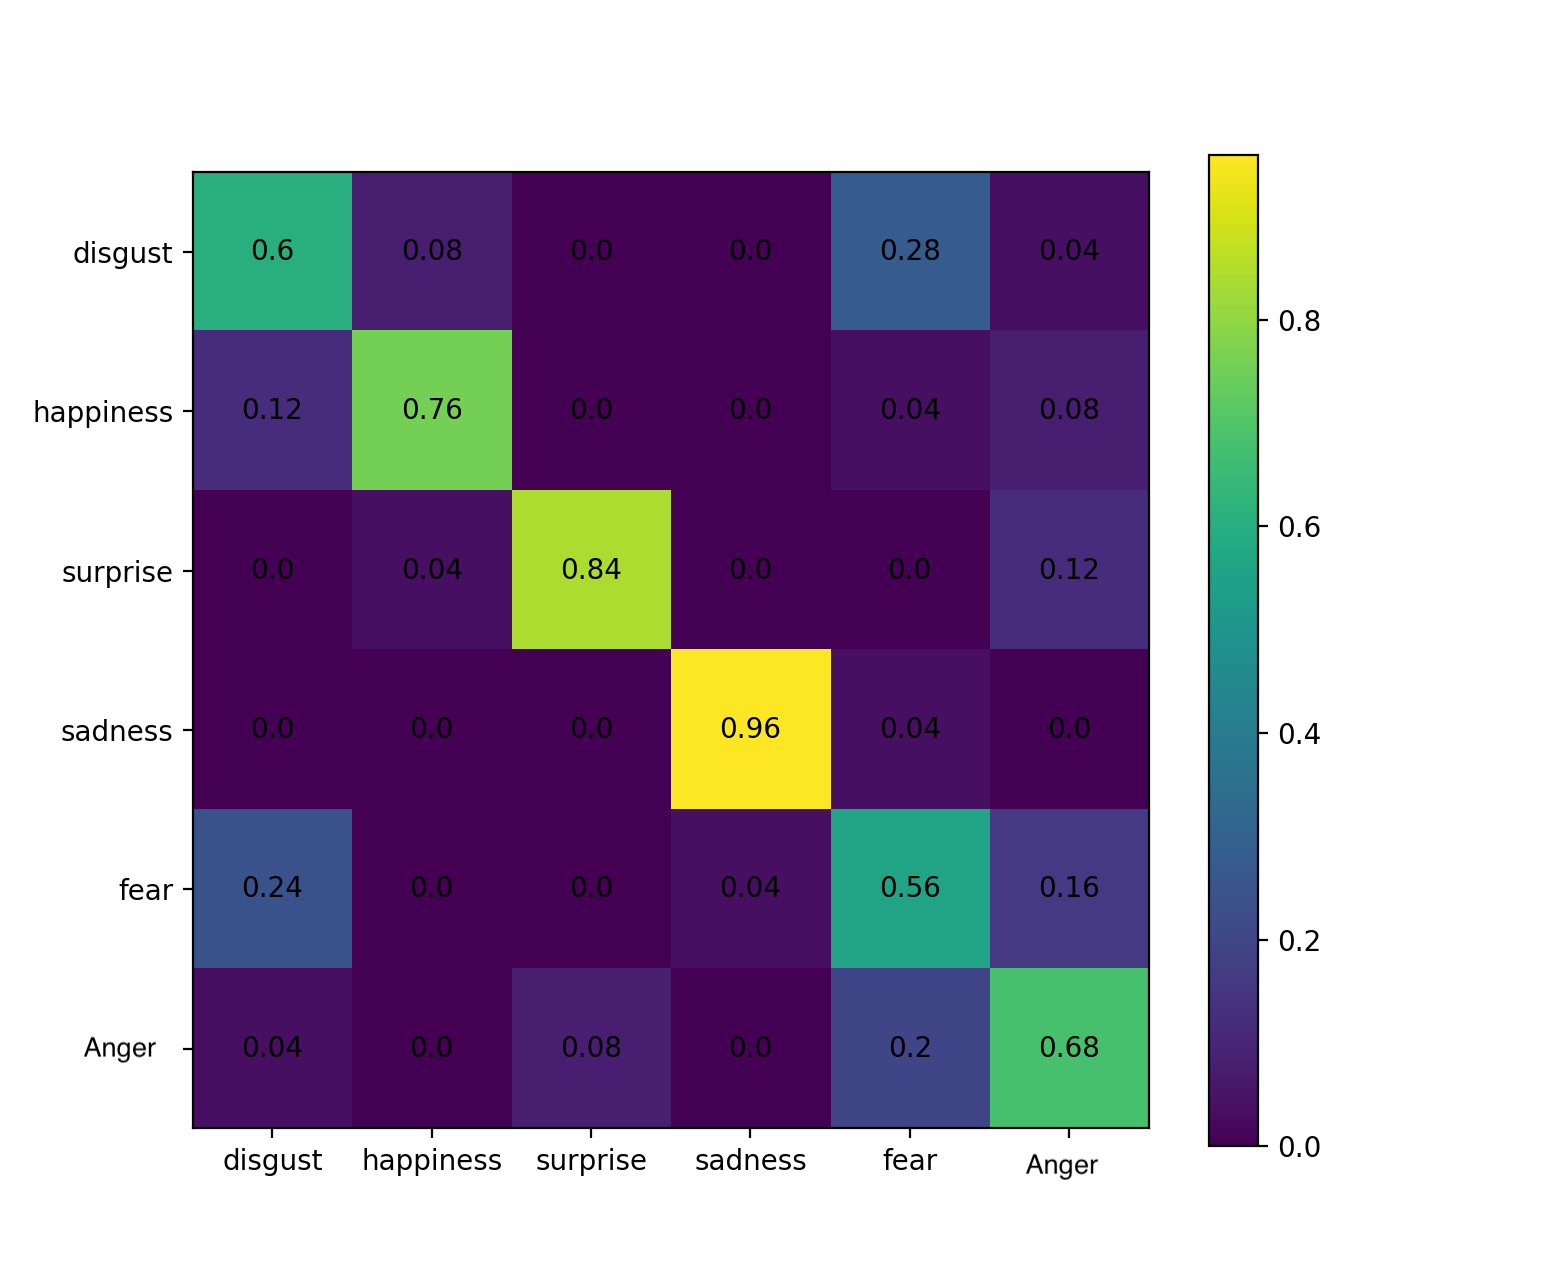 disgust 0.6 0.08 0.0 0.0 0.28 0.04
happiness 0.12 0.76 0.0 0.0 0.04 0.08
surprise 0.0 0.04 0.84 0.0 0.0 0.12
sadness 0.0 0.0 0.0 0.96 0.04 0.0
fear 0.24 0.0 0.0 0.04 0.56 0.16
Anger 0.04 0.0 0.08 0.0 0.2 0.68
disgust happiness surprise sadness fear Anger
0.8
0.6
0.4
0.2
0.0